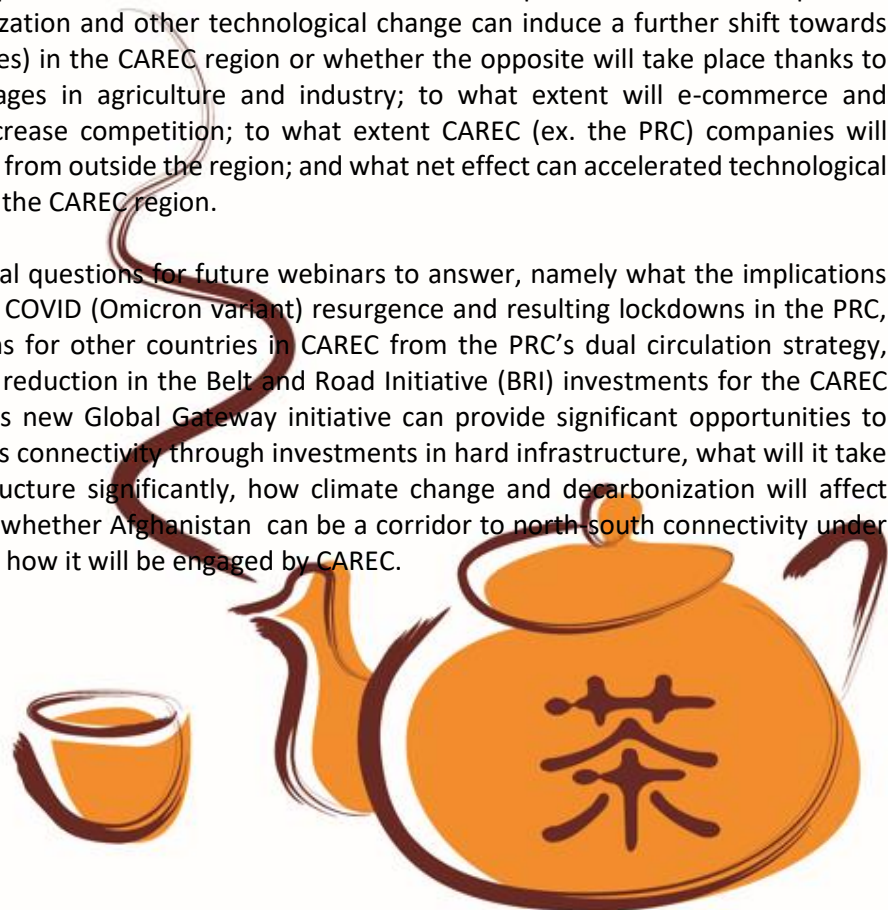 ization and other technological change can induce a further shift towards
es) in the CAREC region or whether the opposite will take place thanks to
ages in agriculture and industry; to what extent will e-commerce and
crease competition; to what extent CAREC (ex. the PRC) companies will
from outside the region; and what net effect can accelerated technological
the CAREC region.
al questions for future webinars to answer, namely what the implications
COVID (Omicron variant) resurgence and resulting lockdowns in the PRC,
ns for other countries in CAREC from the PRC’s dual circulation strategy,
reduction in the Belt and Road Initiative (BRI) investments for the CAREC
s new Global Gateway initiative can provide significant opportunities to
s connectivity through investments in hard infrastructure, what will it take
ucture significantly, how climate change and decarbonization will affect
whether Afghanistan can be a corridor to north-south connectivity under
how it will be engaged by CAREC.
茶